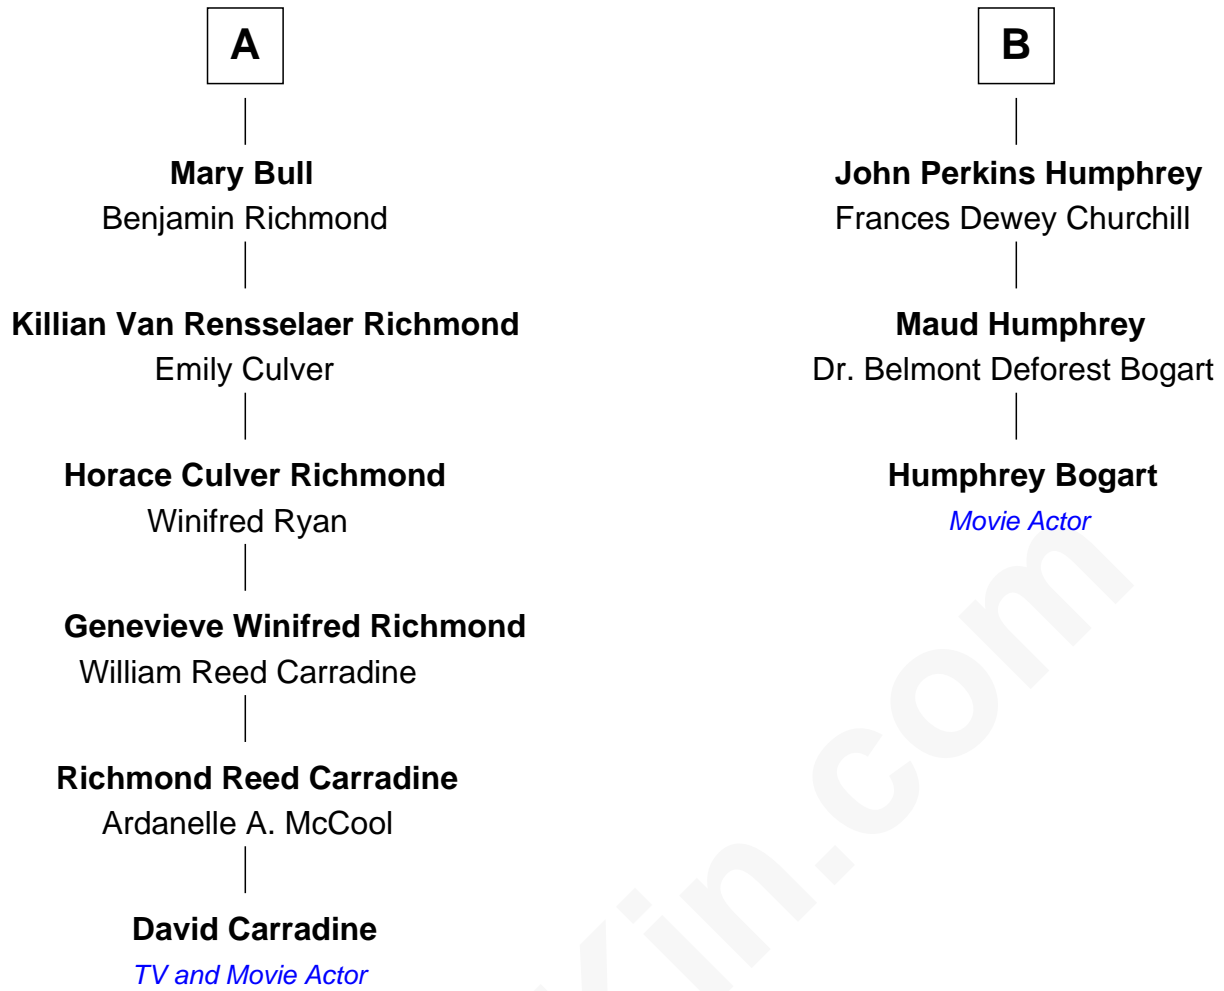 A
Mary Bull
Benjamin Richmond
Killian Van Rensselaer Richmond
Emily Culver
Horace Culver Richmond
Winifred Ryan
Genevieve Winifred Richmond
William Reed Carradine
Richmond Reed Carradine
Ardanelle A. McCool
David Carradine
TV and Movie Actor
B
John Perkins Humphrey
Frances Dewey Churchill
Maud Humphrey
Dr. Belmont Deforest Bogart
Humphrey Bogart
Movie Actor
Kin.com